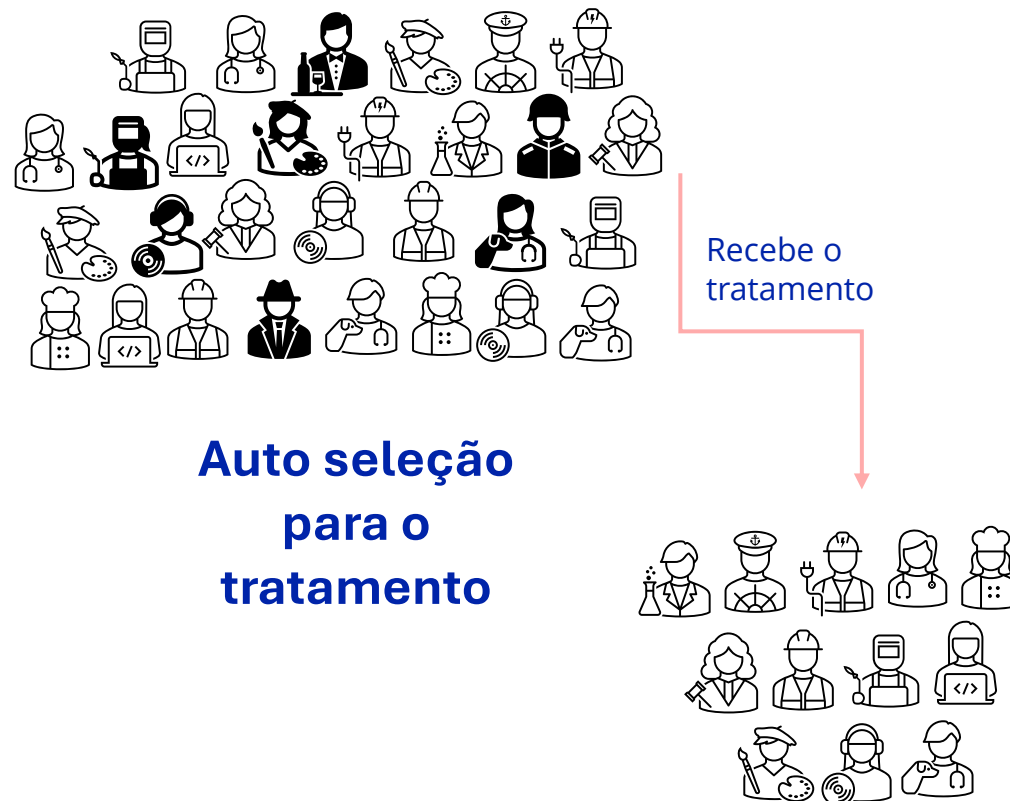 Recebe o
tratamento
</>
</>
</>
Auto seleção
para o
tratamento
</>